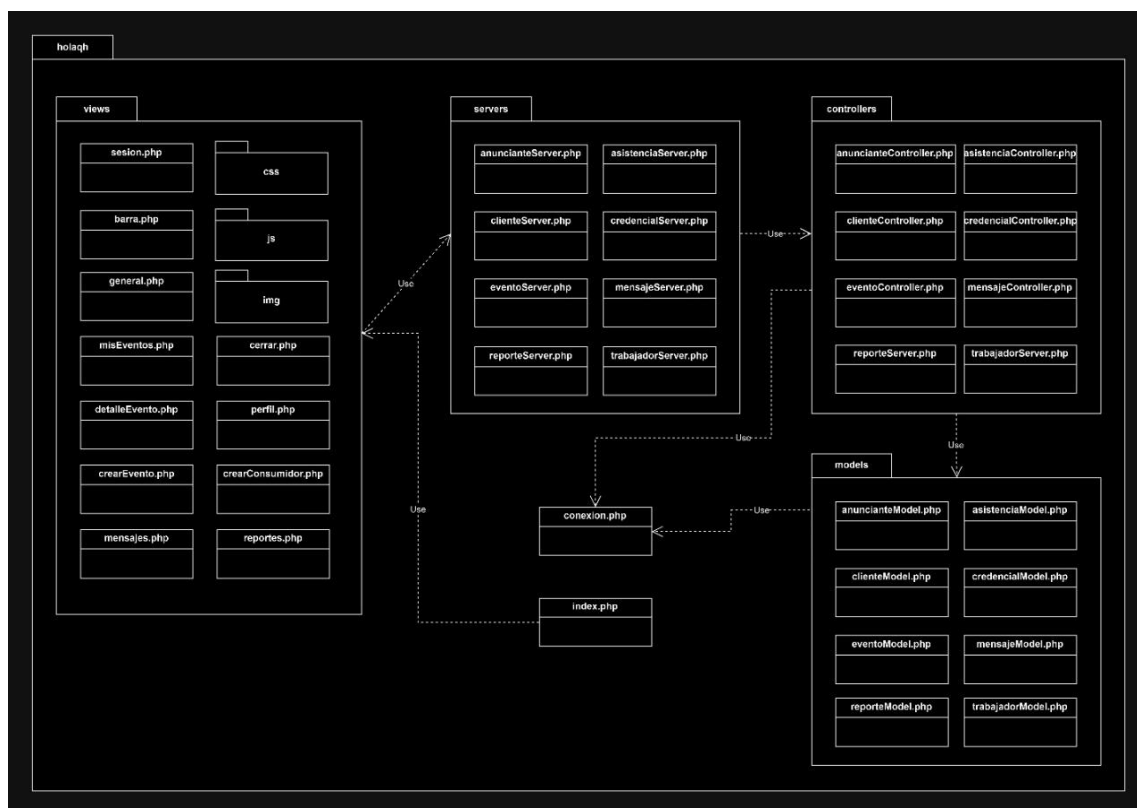 holaqh
views
servers
controllers
sesion.php
css
anuncianteServer.php
asistenciaServer.php
anuncianteController.php
asistenciaController.php
barra.php
js
clienteServer.php
credencialServer.php
clienteController.php
credencialController.php
Use
general.php
img
Use
eventoServer.php
mensajeServer.php
eventoController.php
mensajeController.php
misEventos.php
cerrar.php
reporteServer.php
trabajadorServer.php
reporteServer.php
trabajadorServer.php
detalleEvento.php
perfil.php
Use
Use
crearEvento.php
crearConsumidor.php
models
Use
conexion.php
Use
anuncianteModel.php
asistenciaModel.php
mensajes.php
reportes.php
clienteModel.php
credencialModel.php
index.php
eventoModel.php
mensajeModel.php
reporteModel.php
trabajadorModel.php